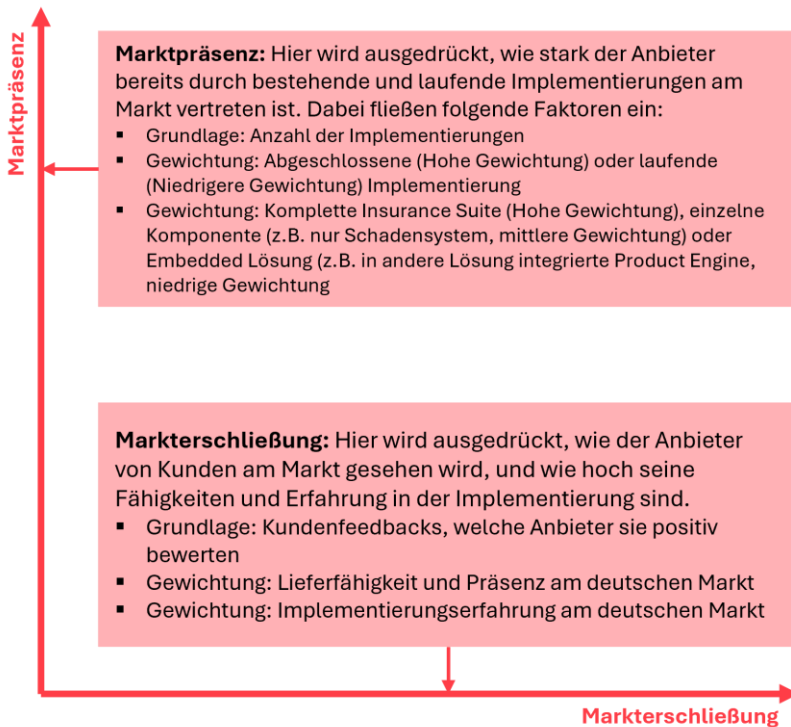 Marktpräsenz
Marktpräsenz: Hier wird ausgedrückt, wie stark der Anbieter
bereits durch bestehende und laufende Implementierungen am
Markt vertreten ist. Dabei fließen folgende Faktoren ein:
▪ Grundlage: Anzahl der Implementierungen
▪ Gewichtung: Abgeschlossene (Hohe Gewichtung) oder laufende
(Niedrigere Gewichtung) Implementierung
▪ Gewichtung: Komplette Insurance Suite (Hohe Gewichtung), einzelne
Komponente (z.B. nur Schadensystem, mittlere Gewichtung) oder
Embedded Lösung (z.B. in andere Lösung integrierte Product Engine,
niedrige Gewichtung
Markterschließung: Hier wird ausgedrückt, wie der Anbieter
von Kunden am Markt gesehen wird, und wie hoch seine
Fähigkeiten und Erfahrung in der Implementierung sind.
▪ Grundlage: Kundenfeedbacks, welche Anbieter sie positiv
bewerten
▪ Gewichtung: Lieferfähigkeit und Präsenz am deutschen Markt
▪ Gewichtung: Implementierungserfahrung am deutschen Markt
Markterschließung